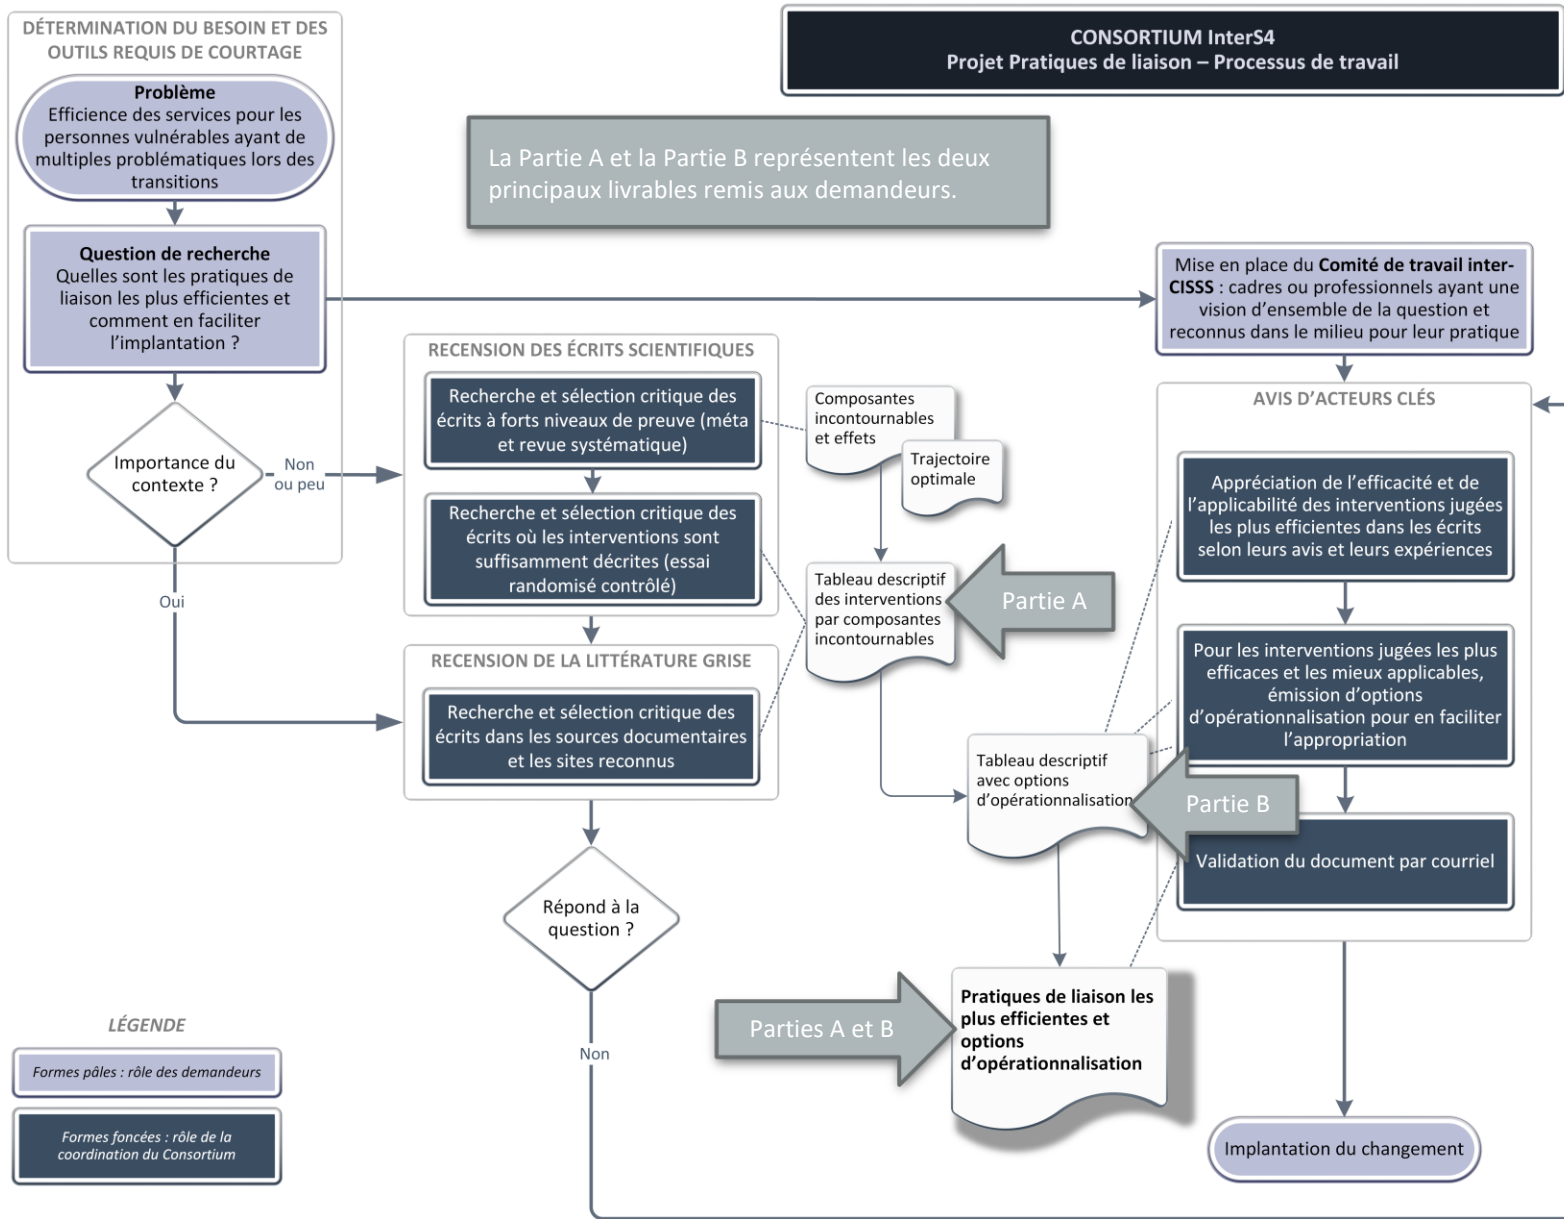 DÉTERMINATION DU BESOIN ET DES
OUTILS REQUIS DE COURTAGE
Problème
Efficience des services pour les
personnes vulnérables ayant de
multiples problématiques lors des
transitions
Question de recherche
Quelles sont les pratiques de
liaison les plus efficientes et
comment en faciliter
l’implantation ?
Importance du
contexte ?
Non
ou peu
Oui
CONSORTIUM InterS4
Projet Pratiques de liaison – Processus de travail
La Partie A et la Partie B représentent les deux
principaux livrables remis aux demandeurs.
RECENSION DES ÉCRITS SCIENTIFIQUES
Recherche et sélection critique des
écrits à forts niveaux de preuve (méta
et revue systématique)
Recherche et sélection critique des
écrits où les interventions sont
suffisamment décrites (essai
randomisé contrôlé)
RECENSION DE LA LITTÉRATURE GRISE
Recherche et sélection critique des
écrits dans les sources documentaires
et les sites reconnus
Répond à la
question ?
Non
Composantes
incontournables
et effets
Trajectoire
optimale
Tableau descriptif
des interventions
par composantes
incontournables
Partie A
Tableau descriptif
avec options
d’opérationnalisation
Partie B
Pratiques de liaison les
plus efficientes et
options
d’opérationnalisation
Parties A et B
Mise en place du Comité de travail inter-
CISSS : cadres ou professionnels ayant une
vision d’ensemble de la question et
reconnus dans le milieu pour leur pratique
AVIS D’ACTEURS CLÉS
Appréciation de l’efficacité et de
l’applicabilité des interventions jugées
les plus efficientes dans les écrits
selon leurs avis et leurs expériences
Pour les interventions jugées les plus
efficaces et les mieux applicables,
émission d’options
d’opérationnalisation pour en faciliter
l’appropriation
Validation du document par courriel
Implantation du changement
LÉGENDE
Formes pâles : rôle des demandeurs
Formes foncées : rôle de la
coordination du Consortium